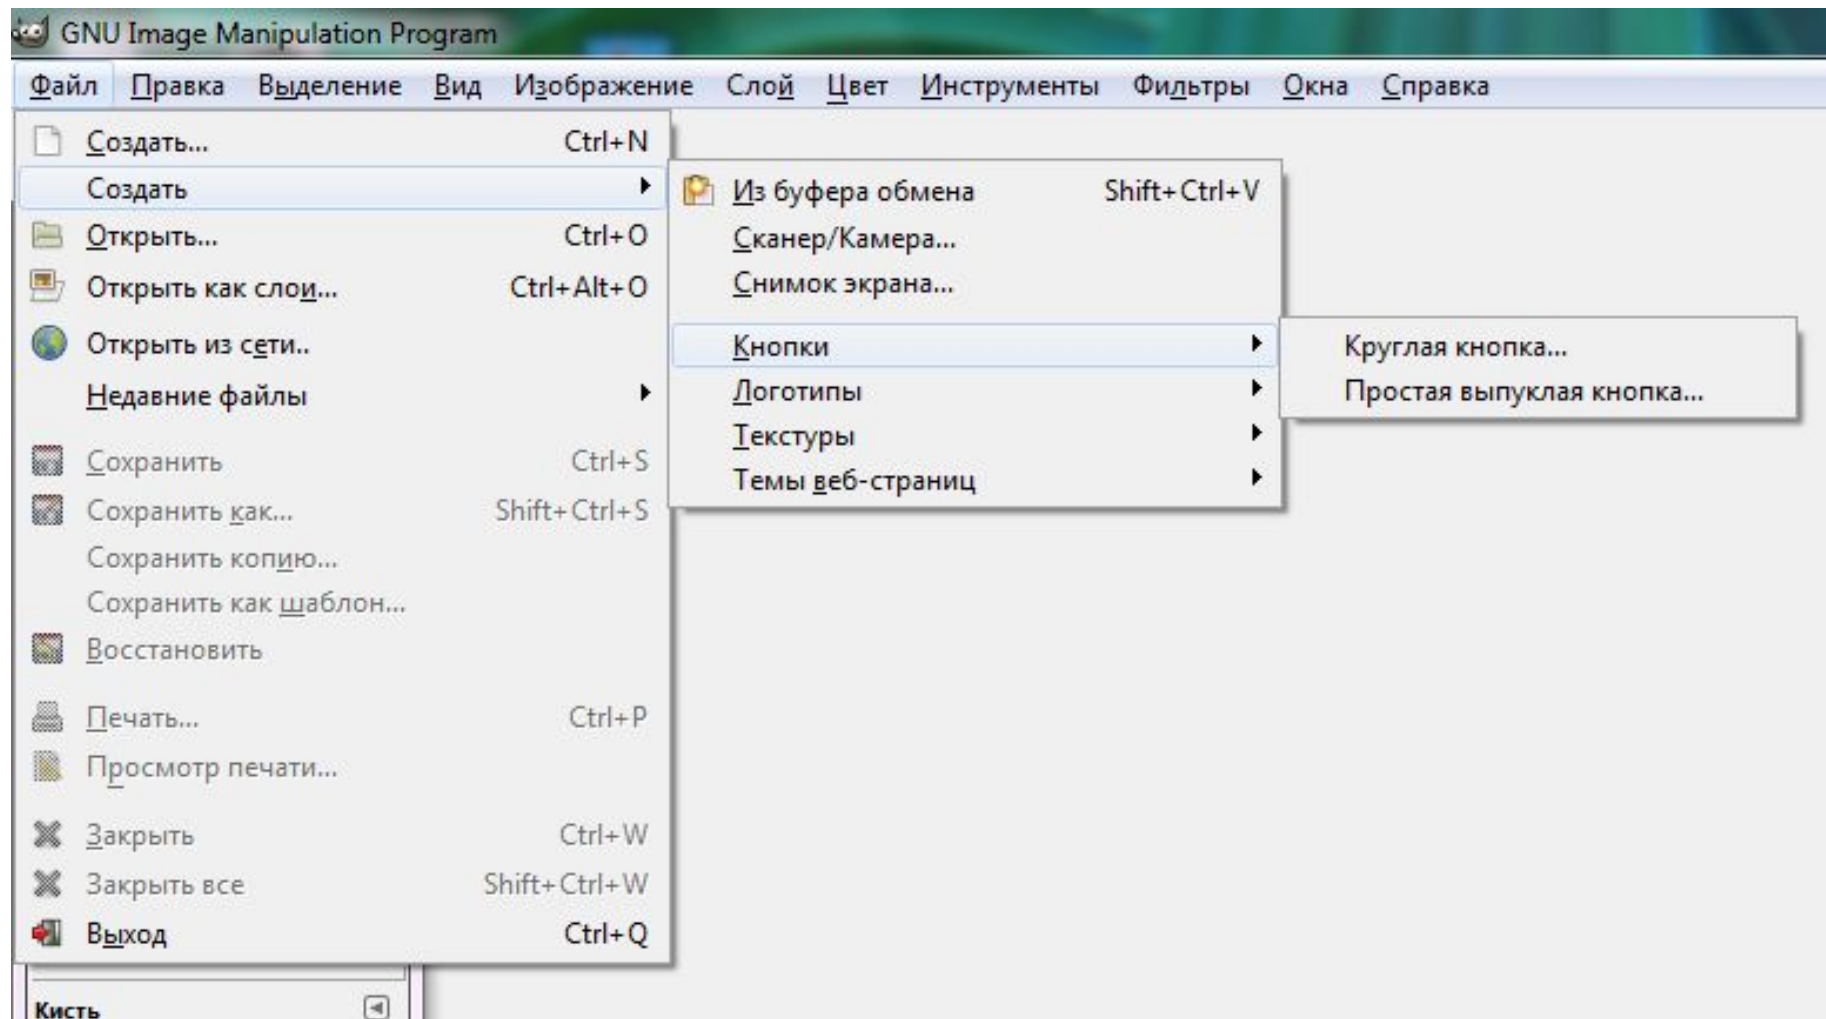 GNU Image Manipulation Program
Файл Правка Выделение Вид Изображение Слой Цвет Инструменты Фильтры Окна Справка
Создать... Ctrl+N
Создать
Открыть... Ctrl+O
Открыть как слои... Ctrl+Alt+O
Открыть из сети..
Недавние файлы
Сохранить Ctrl+S
Сохранить как... Shift+Ctrl+S
Сохранить копию...
Сохранить как шаблон...
Восстановить
Печать... Ctrl+P
Просмотр печати...
Закрыть Ctrl+W
Закрыть все Shift+Ctrl+W
Выход Ctrl+Q
Из буфера обмена Shift+Ctrl+V
Сканер/Камера...
Снимок экрана...
Кнопки
Логотипы
Текстуры
Темы веб-страниц
Круглая кнопка...
Простая выпуклая кнопка...
Кисть